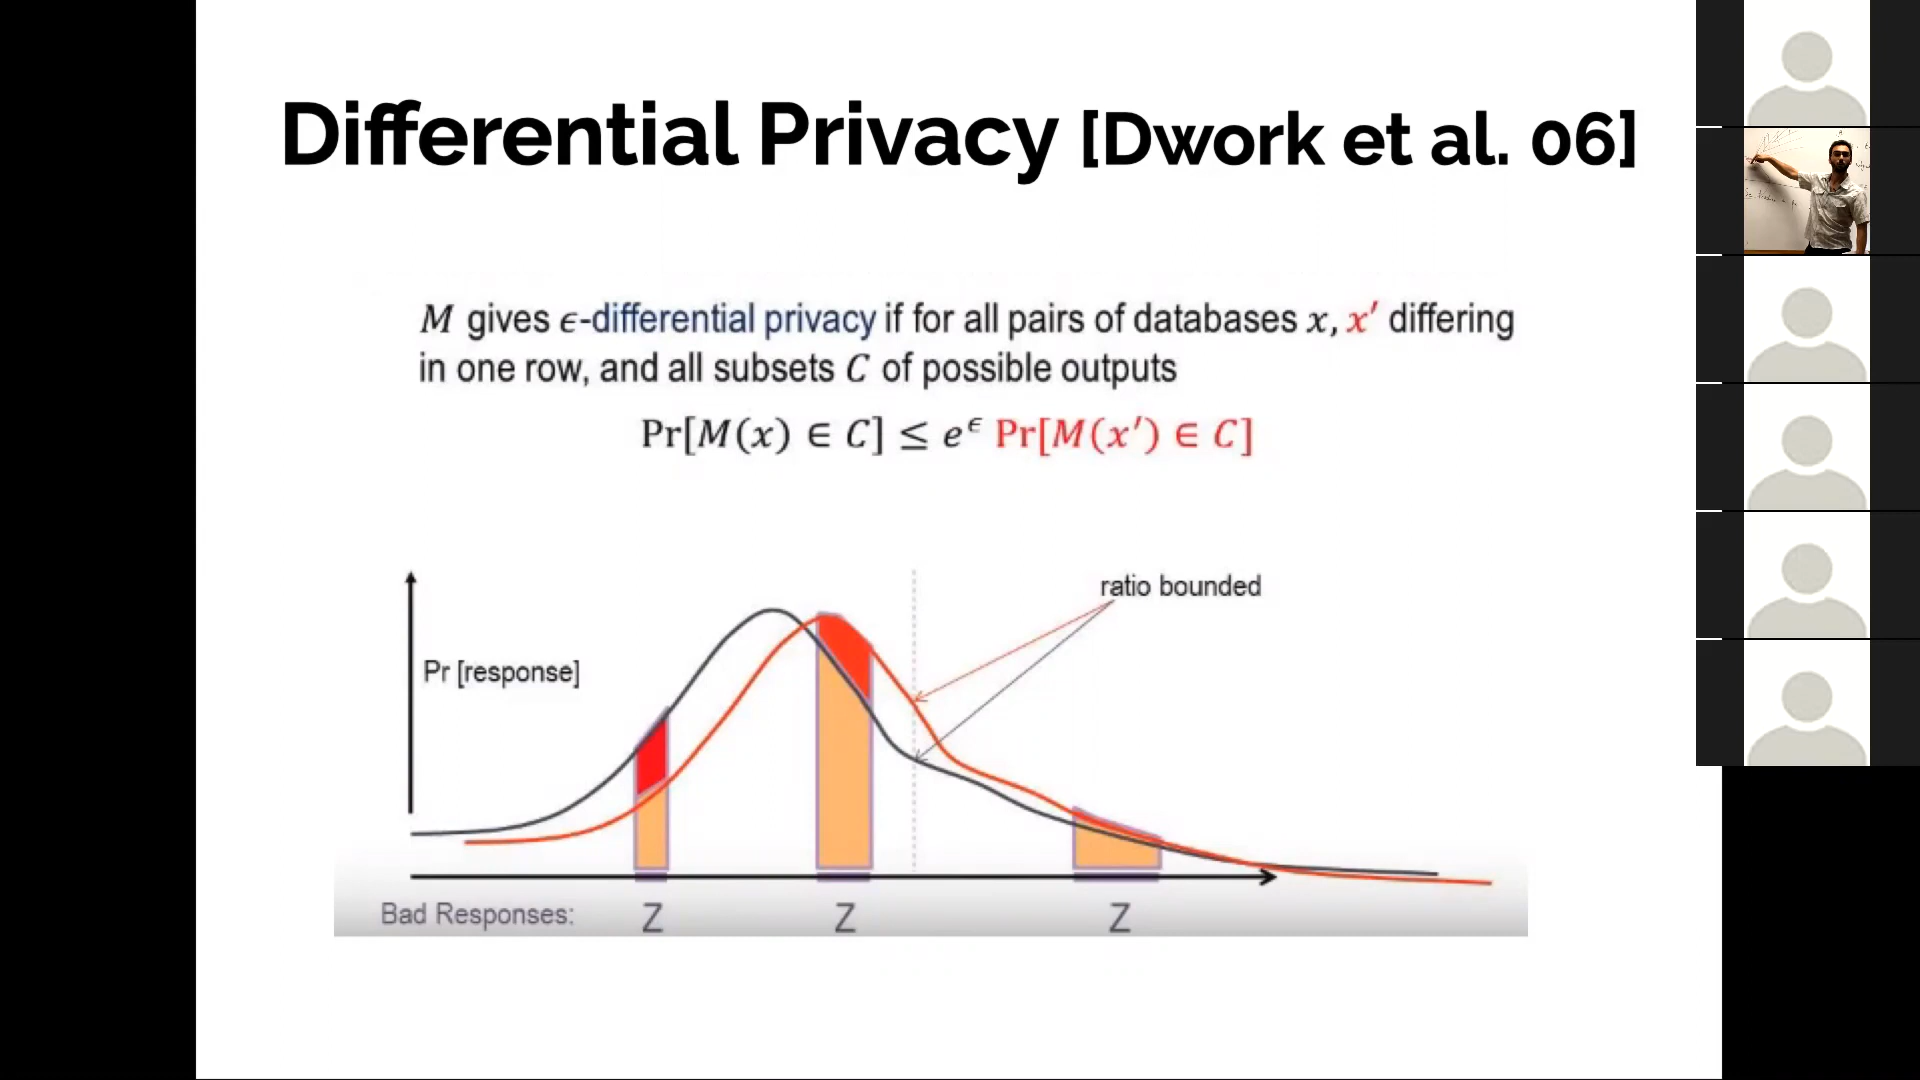 Differential Privacy [Dwork et al. 06]
M gives ϵ-differential privacy if for all pairs of databases x, x′ differing
in one row, and all subsets C of possible outputs
Pr[M(x) ∈ C] ≤ e^ϵ Pr[M(x′) ∈ C]
ratio bounded
Pr [response]
Bad Responses: Z Z Z